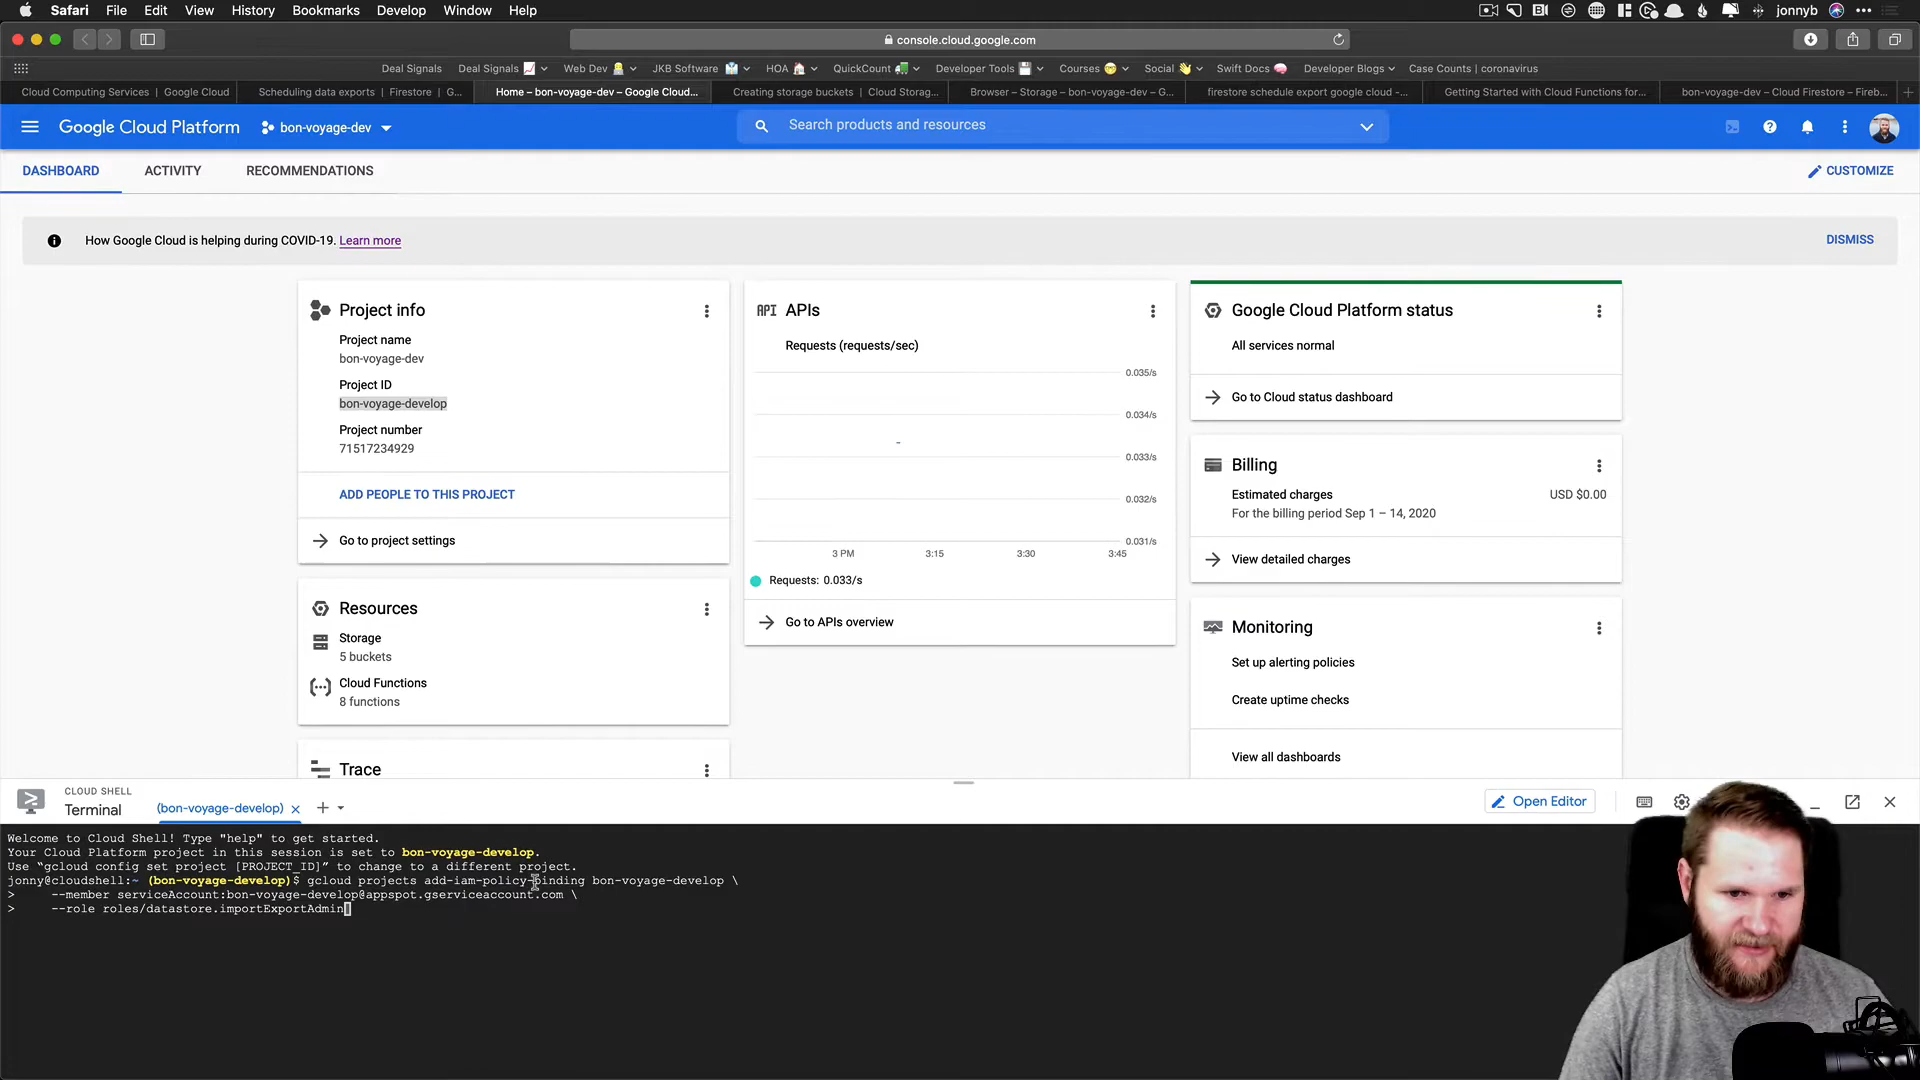 Safari File Edit View History Bookmarks Develop Window Help
jonnyb
console.cloud.google.com
Deal Signals Deal Signals Web Dev JKB Software HOA QuickCount Developer Tools Courses Social Swift Docs Developer Blogs Case Counts | coronavirus
Cloud Computing Services | Google Cloud
Scheduling data exports | Firestore | G...
Home – bon-voyage-dev – Google Cloud...
Creating storage buckets | Cloud Storag...
Browser – Storage – bon-voyage-dev – G...
firestore schedule export google cloud -...
Getting Started with Cloud Functions for...
bon-voyage-dev – Cloud Firestore – Fireb...
Google Cloud Platform
bon-voyage-dev
Search products and resources
DASHBOARD
ACTIVITY
RECOMMENDATIONS
CUSTOMIZE
How Google Cloud is helping during COVID-19. Learn more
DISMISS
Project info
Project name
bon-voyage-dev
Project ID
bon-voyage-develop
Project number
71517234929
ADD PEOPLE TO THIS PROJECT
Go to project settings
Resources
Storage
5 buckets
Cloud Functions
8 functions
Trace
API APIs
Requests (requests/sec)
0.035/s
0.034/s
0.033/s
0.032/s
0.031/s
3 PM 3:15 3:30 3:45
Requests: 0.033/s
Go to APIs overview
Google Cloud Platform status
All services normal
Go to Cloud status dashboard
Billing
Estimated charges USD $0.00
For the billing period Sep 1 – 14, 2020
View detailed charges
Monitoring
Set up alerting policies
Create uptime checks
View all dashboards
CLOUD SHELL
Terminal
(bon-voyage-develop)
Open Editor
Welcome to Cloud Shell! Type "help" to get started.
Your Cloud Platform project in this session is set to bon-voyage-develop.
Use “gcloud config set project [PROJECT_ID]” to change to a different project.
jonny@cloudshell:~ (bon-voyage-develop)$ gcloud projects add-iam-policy-binding bon-voyage-develop \
> --member serviceAccount:bon-voyage-develop@appspot.gserviceaccount.com \
> --role roles/datastore.importExportAdmin